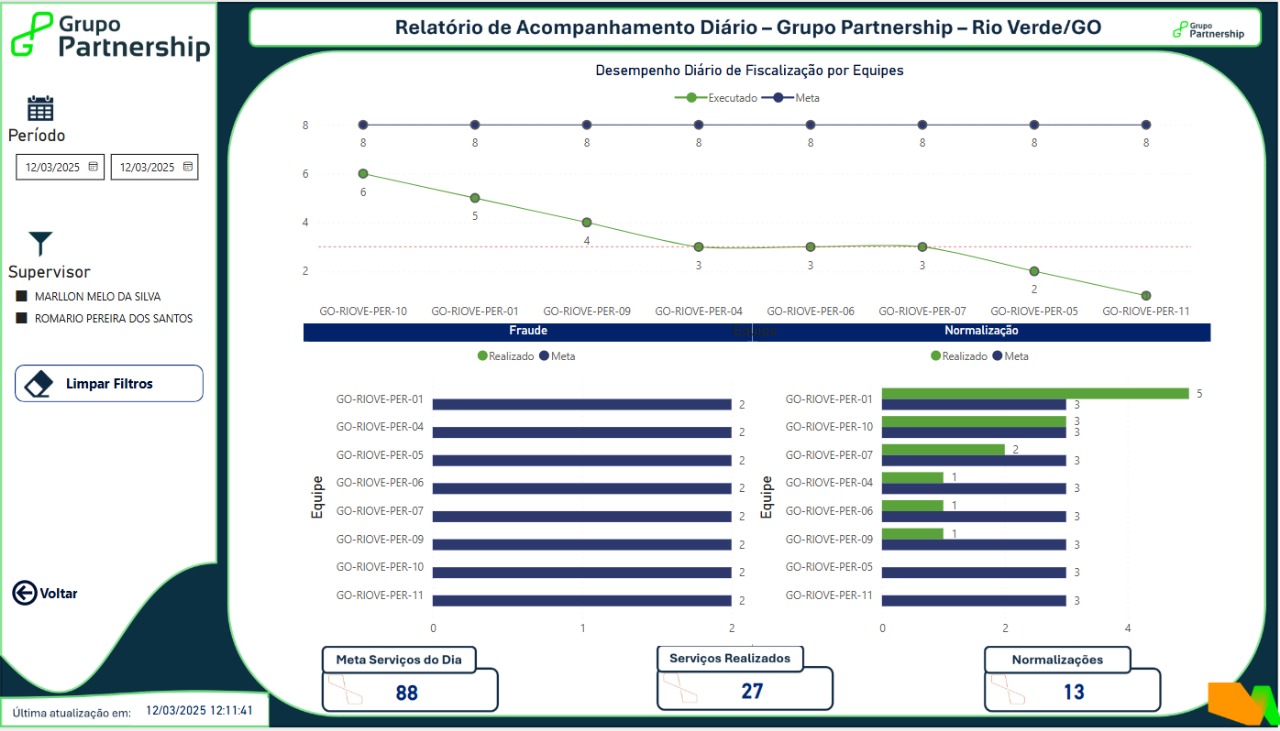 Grupo
Partnership
Relatório de Acompanhamento Diário – Grupo Partnership – Rio Verde/GO
Grupo
Partnership
Período
12/03/2025 12/03/2025
Supervisor
MARLLON MELO DA SILVA
ROMARIO PEREIRA DOS SANTOS
Limpar Filtros
Voltar
Última atualização em: 12/03/2025 12:11:41
Desempenho Diário de Fiscalização por Equipes
Executado Meta
8
8 8 8 8 8 8 8 8
6
6
5
4
4
3 3 3
2
2
1
GO-RIOVE-PER-10 GO-RIOVE-PER-01 GO-RIOVE-PER-09 GO-RIOVE-PER-04 GO-RIOVE-PER-06 GO-RIOVE-PER-07 GO-RIOVE-PER-05 GO-RIOVE-PER-11
Equipe
Fraude
Realizado Meta
Equipe
GO-RIOVE-PER-01 2
GO-RIOVE-PER-04 2
GO-RIOVE-PER-05 2
GO-RIOVE-PER-06 2
GO-RIOVE-PER-07 2
GO-RIOVE-PER-09 2
GO-RIOVE-PER-10 2
GO-RIOVE-PER-11 2
0 1 2
Normalização
Realizado Meta
Equipe
GO-RIOVE-PER-01 5 3
GO-RIOVE-PER-10 3 3
GO-RIOVE-PER-07 2 3
GO-RIOVE-PER-04 1 3
GO-RIOVE-PER-06 1 3
GO-RIOVE-PER-09 1 3
GO-RIOVE-PER-05 3
GO-RIOVE-PER-11 3
0 2 4
Meta Serviços do Dia
88
Serviços Realizados
27
Normalizações
13